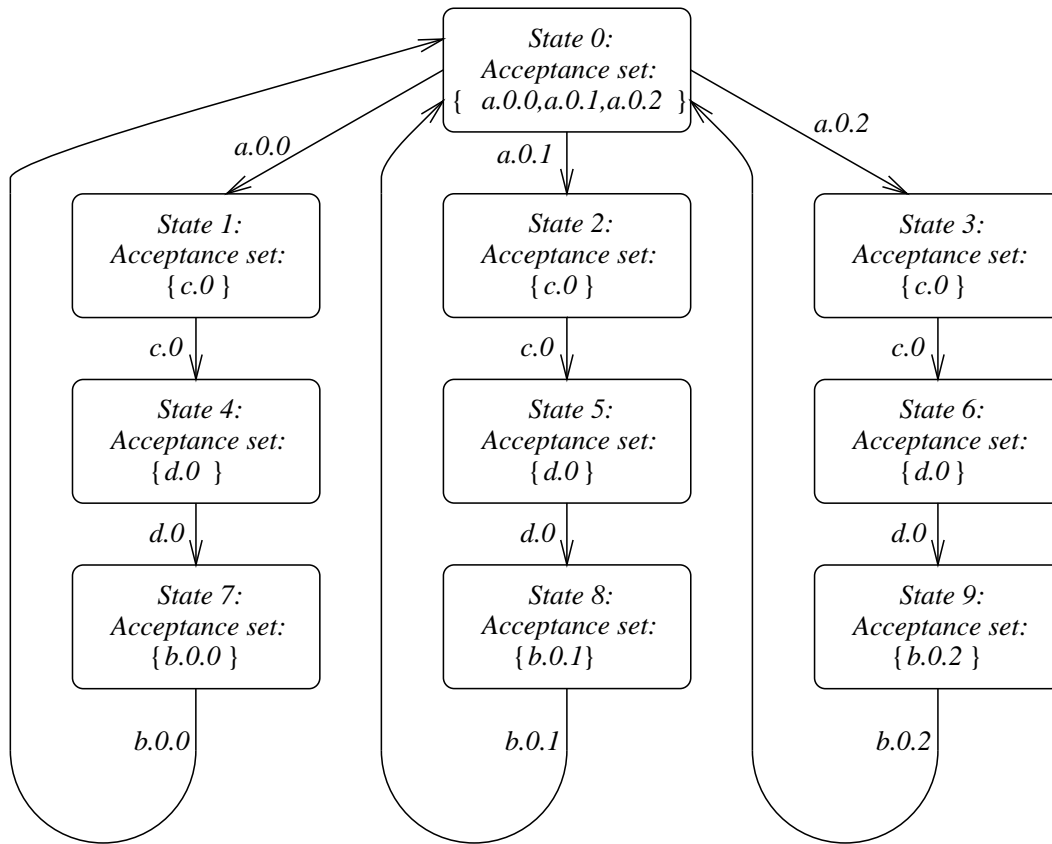 State 0:
Acceptance set:
{ a.0.0,a.0.1,a.0.2 }
a.0.0
a.0.1
a.0.2
State 1:
Acceptance set:
{ c.0 }
State 2:
Acceptance set:
{ c.0 }
State 3:
Acceptance set:
{ c.0 }
c.0
c.0
c.0
State 4:
Acceptance set:
{ d.0 }
State 5:
Acceptance set:
{ d.0 }
State 6:
Acceptance set:
{ d.0 }
d.0
d.0
d.0
State 7:
Acceptance set:
{ b.0.0 }
State 8:
Acceptance set:
{ b.0.1}
State 9:
Acceptance set:
{ b.0.2 }
b.0.0
b.0.1
b.0.2